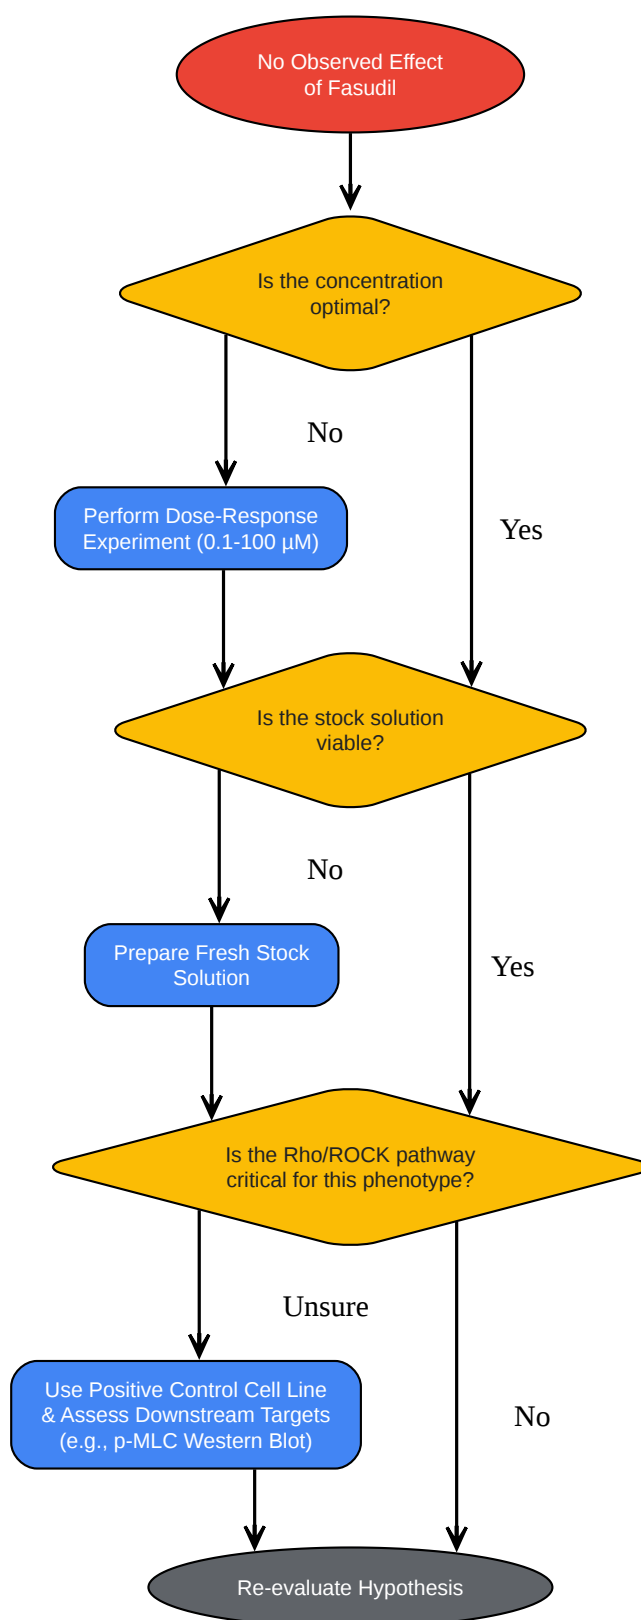 No Observed Effect
of Fasudil
Is the concentration
optimal?
No
Perform Dose-Response
Experiment (0.1-100 µM)
Yes
Is the stock solution
viable?
No
Prepare Fresh Stock
Solution
Yes
Is the Rho/ROCK pathway
critical for this phenotype?
Unsure
Use Positive Control Cell Line
& Assess Downstream Targets
(e.g., p-MLC Western Blot)
No
Re-evaluate Hypothesis